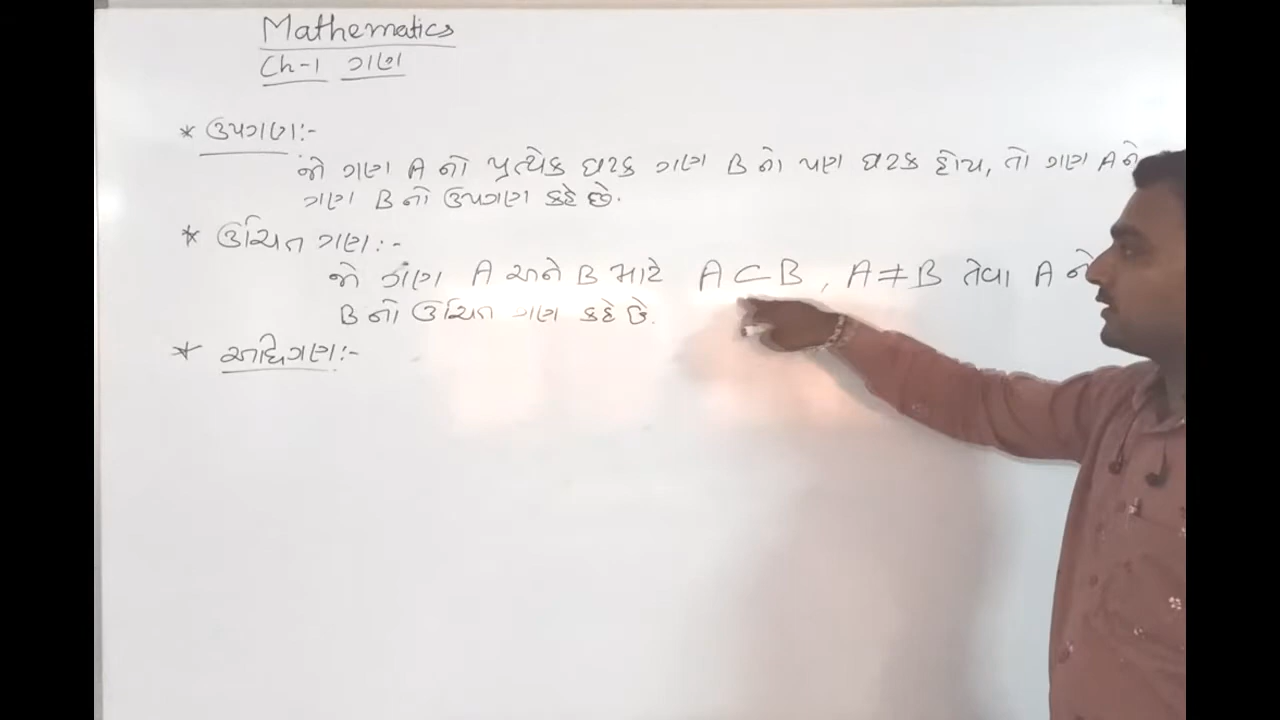 Mathematics
Ch-1 ગણ
* ઉપગણ:-
જો ગણ A નો પ્રત્યેક ઘટક ગણ B નો પણ ઘટક હોય, તો ગણ A ને
ગણ B નો ઉપગણ કહે છે.
* ઉચિત ગણ:-
જો ગણ A અને B માટે A ⊂ B , A ≠ B તેવા A ને
B નો ઉચિત ગણ કહે છે.
* અધિગણ:-